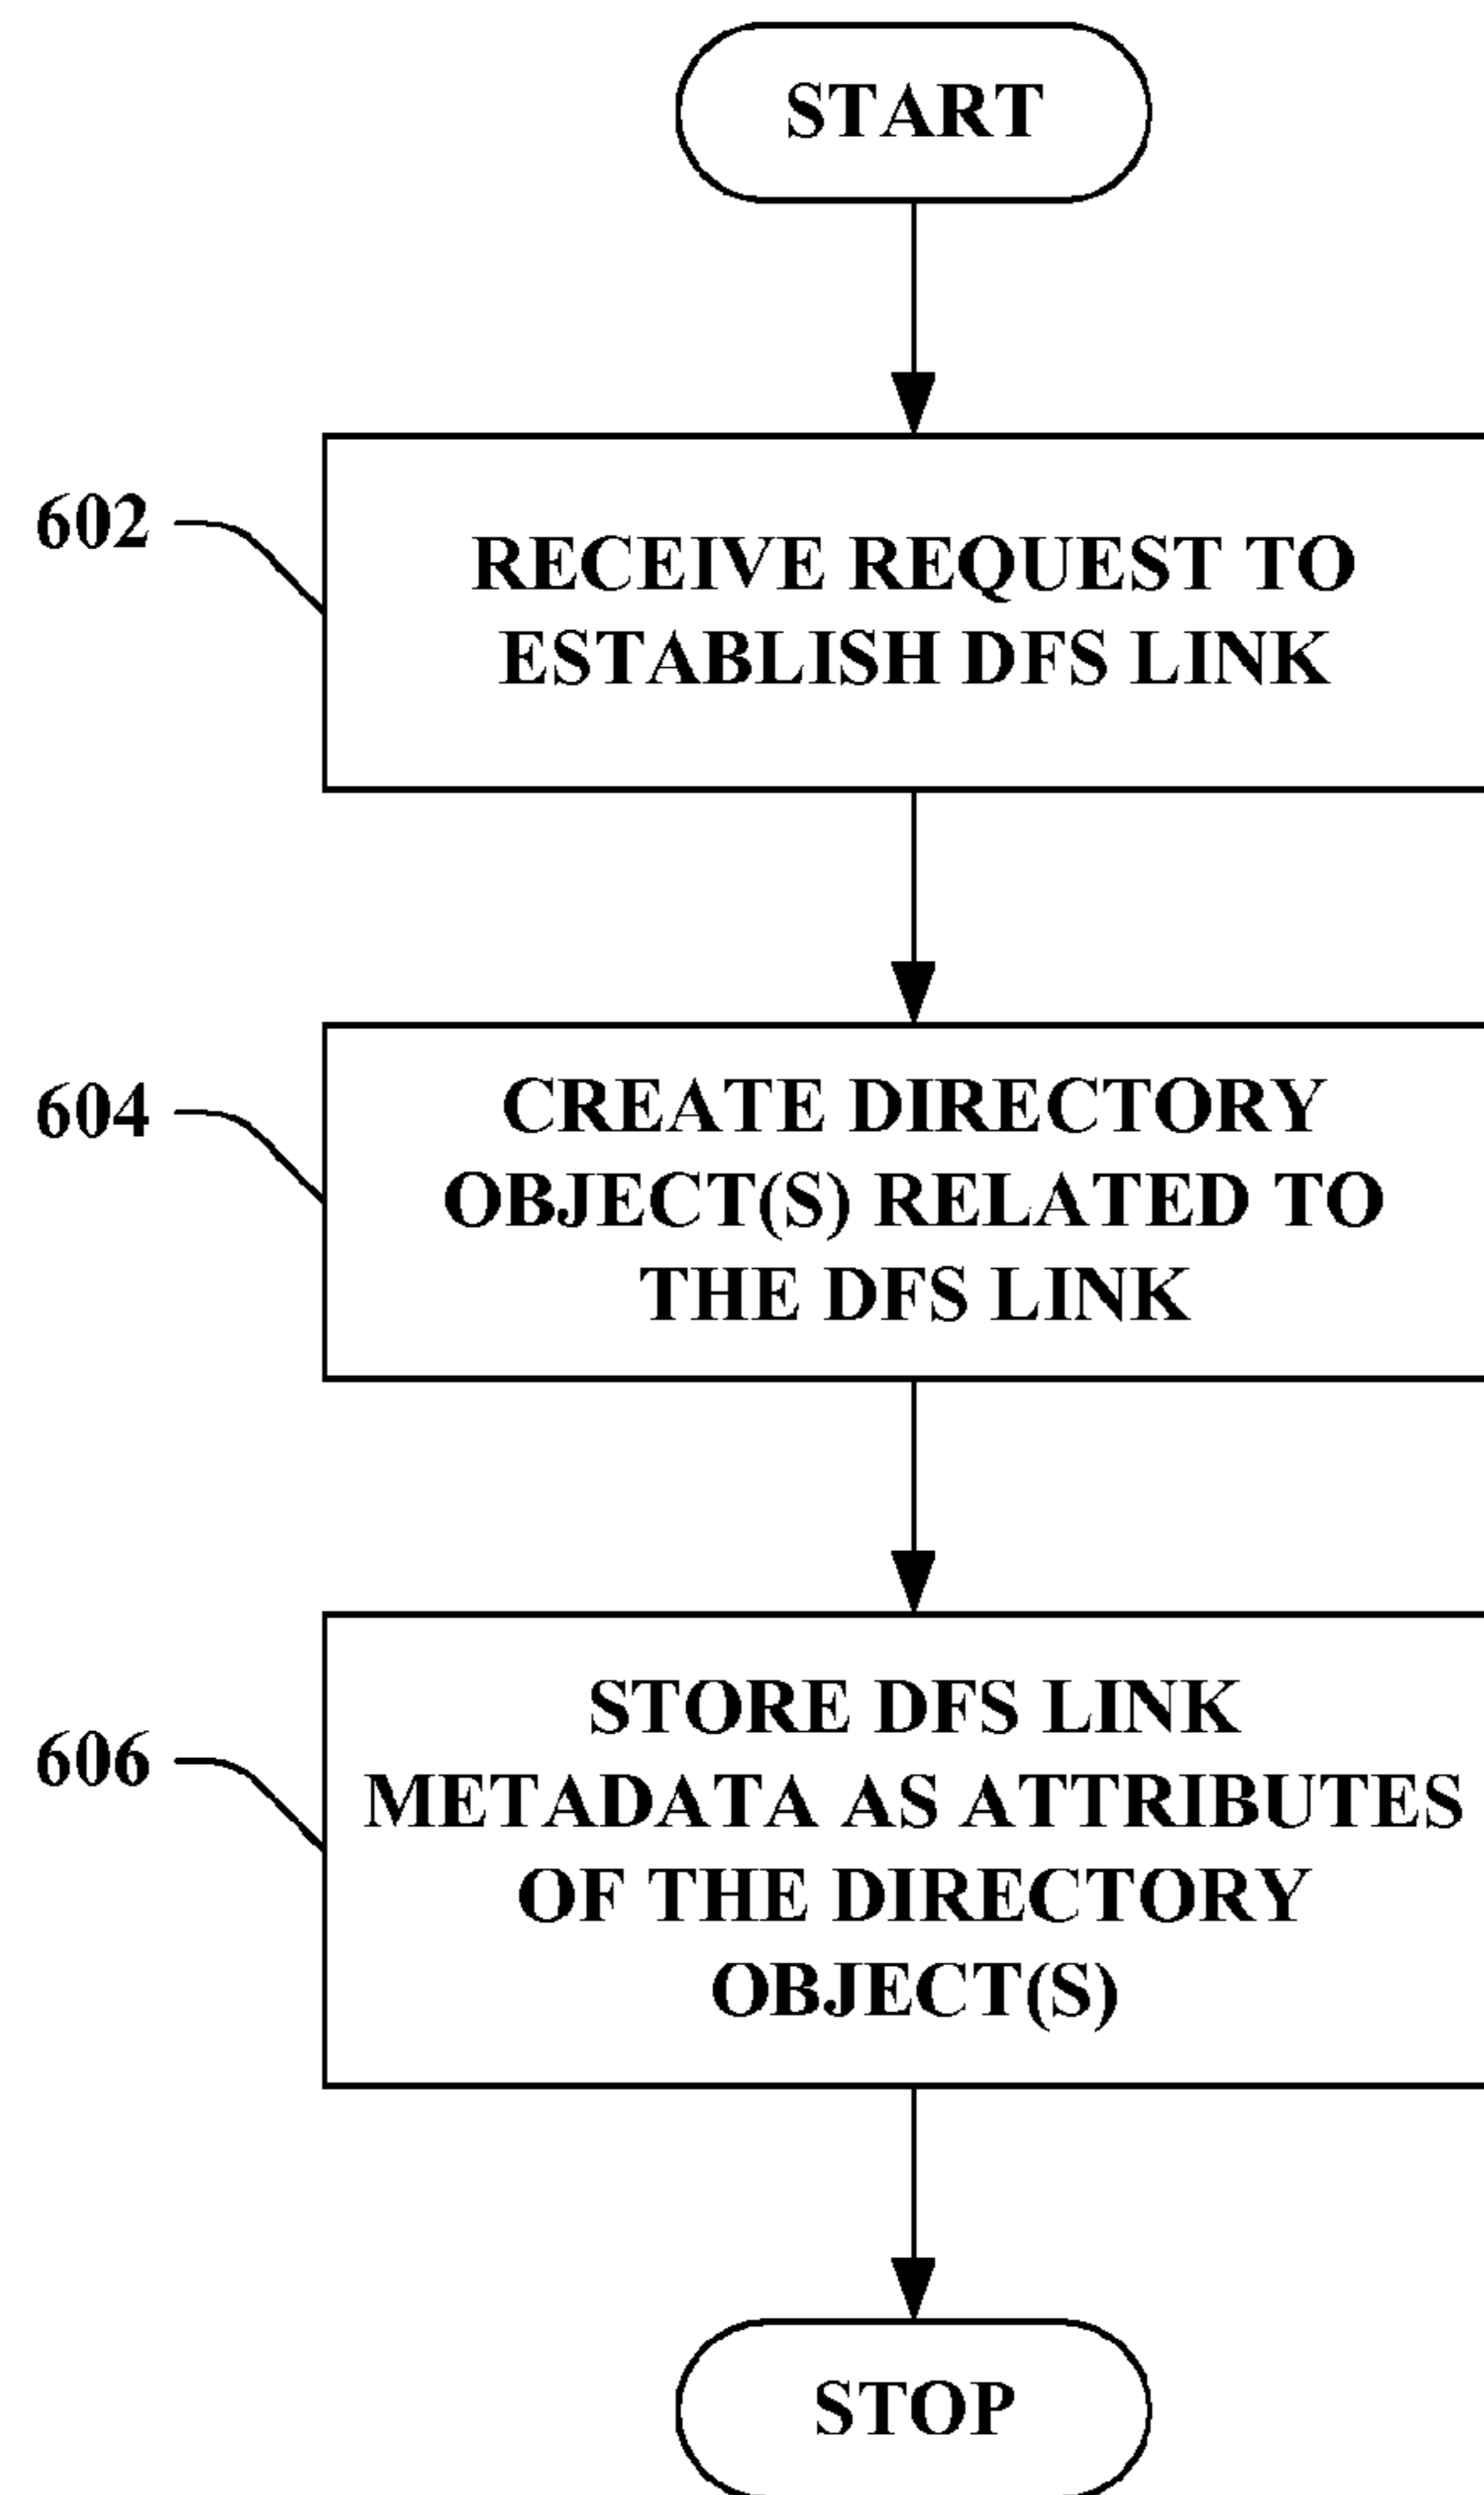 START
602
RECEIVE REQUEST TO
ESTABLISH DFS LINK
604
CREATE DIRECTORY
OBJECT(S) RELATED TO
THE DFS LINK
606
STORE DFS LINK
METADATA AS ATTRIBUTES
OF THE DIRECTORY
OBJECT(S)
STOP